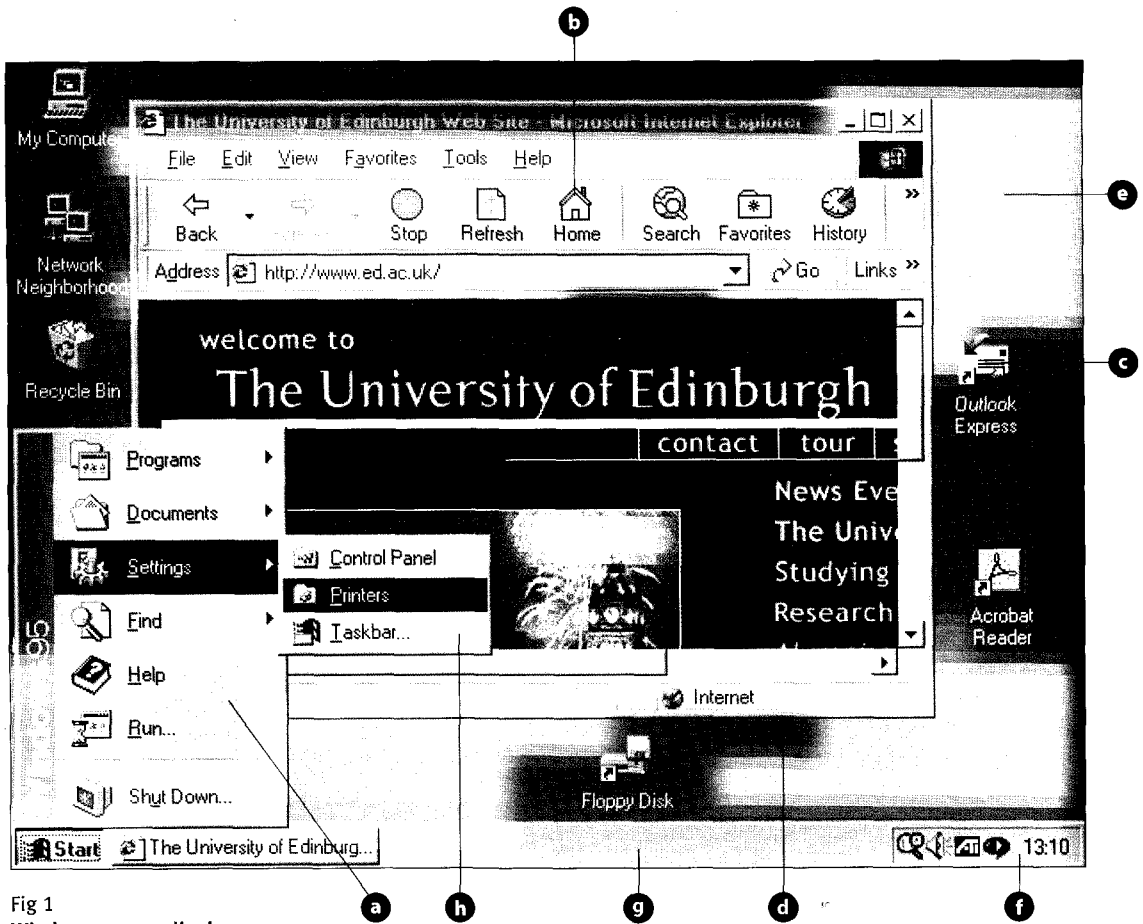 b
My Compute
The University of Edinburgh Web Site - Microsoft Internet Explorer
File Edit View Favorites Tools Help
e
Back Stop Refresh Home Search Favorites History »
Network Neighborhood
Address http://www.ed.ac.uk/ Go Links »
welcome to
The University of Edinburgh
c
Recycle Bin
Outlook Express
contact tour s
Programs
News Eve
Documents
The Univ
Settings
Control Panel
Studying
Printers
Research
Find
Taskbar...
Acrobat Reader
95
Help
Internet
Run...
Floppy Disk
Shut Down...
Start The University of Edinburg... 13:10
a h g d f
Fig 1